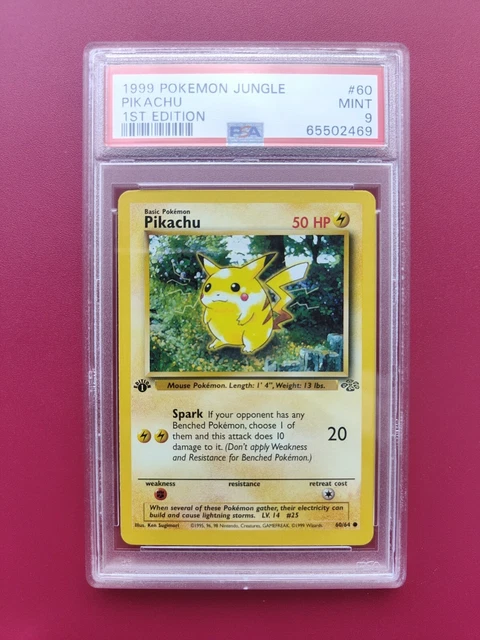 1999 POKEMON JUNGLE #60
PIKACHU MINT
1ST EDITION 9
PSA 65502469
Basic Pokémon
Pikachu 50 HP
EDITION 1
Mouse Pokémon. Length: 1' 4", Weight: 13 lbs.
Spark If your opponent has any
Benched Pokémon, choose 1 of
them and this attack does 10
damage to it. (Don't apply Weakness
and Resistance for Benched Pokémon.)
20
weakness resistance retreat cost
When several of these Pokémon gather, their electricity can
build and cause lightning storms. LV. 14 #25
Illus. Ken Sugimori ©1995, 96, 98 Nintendo, Creatures, GAMEFREAK. ©1999 Wizards. 60/64